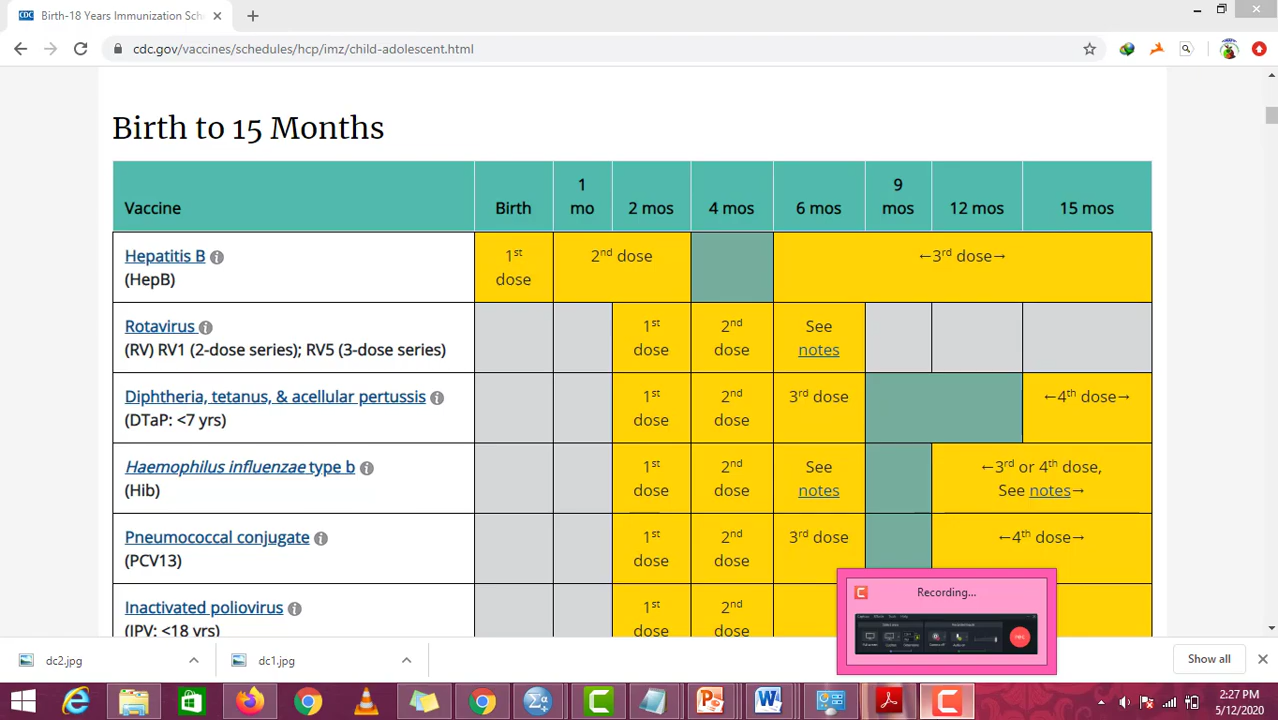 Birth-18 Years Immunization Sch
cdc.gov/vaccines/schedules/hcp/imz/child-adolescent.html
Birth to 15 Months
Vaccine Birth 1 mo 2 mos 4 mos 6 mos 9 mos 12 mos 15 mos
Hepatitis B 1st dose 2nd dose ←3rd dose→
(HepB)
Rotavirus 1st dose 2nd dose See notes
(RV) RV1 (2-dose series); RV5 (3-dose series)
Diphtheria, tetanus, & acellular pertussis 1st dose 2nd dose 3rd dose ←4th dose→
(DTaP: <7 yrs)
Haemophilus influenzae type b 1st dose 2nd dose See notes ←3rd or 4th dose, See notes→
(Hib)
Pneumococcal conjugate 1st dose 2nd dose 3rd dose ←4th dose→
(PCV13)
Inactivated poliovirus 1st dose 2nd dose
(IPV: <18 yrs)
Recording...
dc2.jpg
dc1.jpg
Show all
2:27 PM
5/12/2020